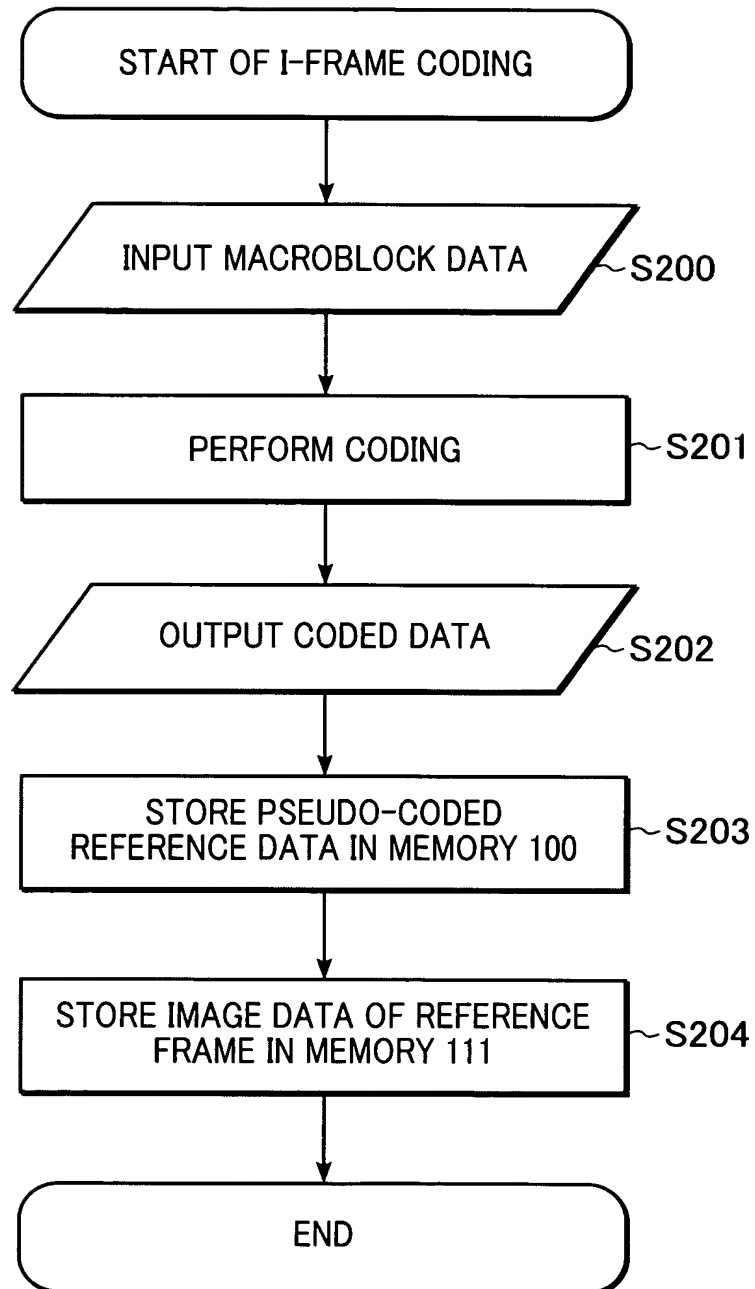 START OF I-FRAME CODING
INPUT MACROBLOCK DATA
S200
PERFORM CODING
S201
OUTPUT CODED DATA
S202
STORE PSEUDO-CODED
REFERENCE DATA IN MEMORY 100
S203
STORE IMAGE DATA OF REFERENCE
FRAME IN MEMORY 111
S204
END